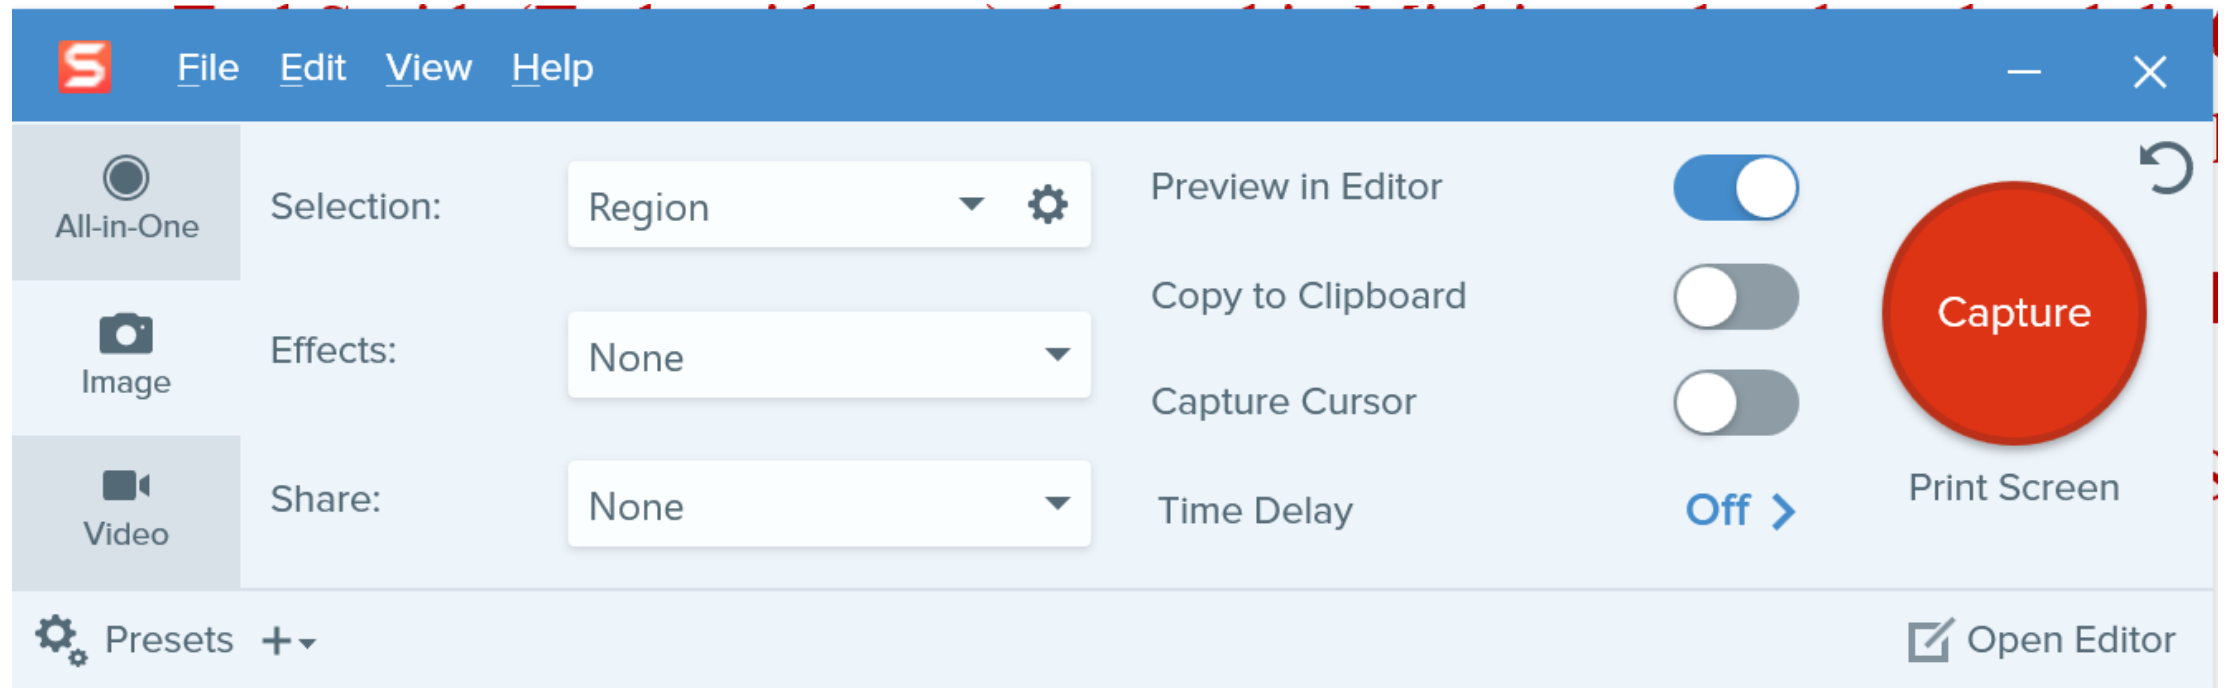 File Edit View Help
All-in-One
Image
Video
Selection: Region
Effects: None
Share: None
Preview in Editor
Copy to Clipboard
Capture Cursor
Time Delay Off
Capture
Print Screen
Presets
Open Editor